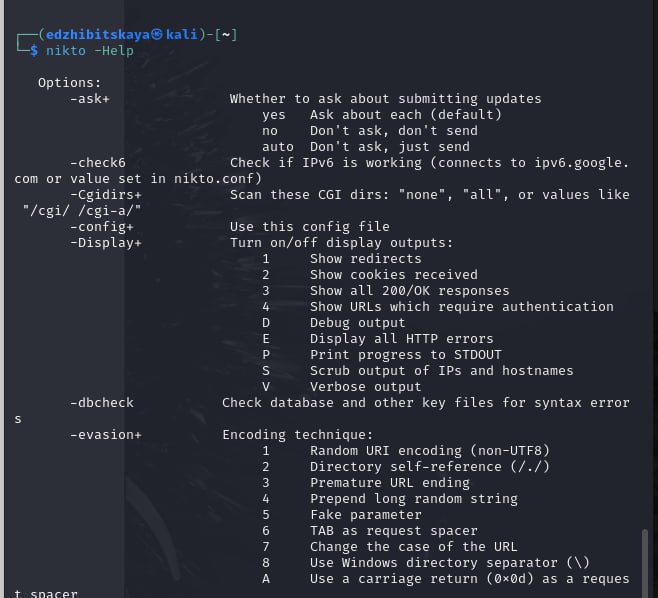 ┌──(edzhibitskaya㉿kali)-[~]
└─$ nikto -Help

   Options:
       -ask+               Whether to ask about submitting updates
                               yes   Ask about each (default)
                               no    Don't ask, don't send
                               auto  Don't ask, just send
       -check6             Check if IPv6 is working (connects to ipv6.google.
com or value set in nikto.conf)
       -Cgidirs+           Scan these CGI dirs: "none", "all", or values like
 "/cgi/ /cgi-a/"
       -config+            Use this config file
       -Display+           Turn on/off display outputs:
                               1     Show redirects
                               2     Show cookies received
                               3     Show all 200/OK responses
                               4     Show URLs which require authentication
                               D     Debug output
                               E     Display all HTTP errors
                               P     Print progress to STDOUT
                               S     Scrub output of IPs and hostnames
                               V     Verbose output
       -dbcheck           Check database and other key files for syntax error
s
       -evasion+          Encoding technique:
                               1     Random URI encoding (non-UTF8)
                               2     Directory self-reference (/./)
                               3     Premature URL ending
                               4     Prepend long random string
                               5     Fake parameter
                               6     TAB as request spacer
                               7     Change the case of the URL
                               8     Use Windows directory separator (\)
                               A     Use a carriage return (0x0d) as a reques
t spacer